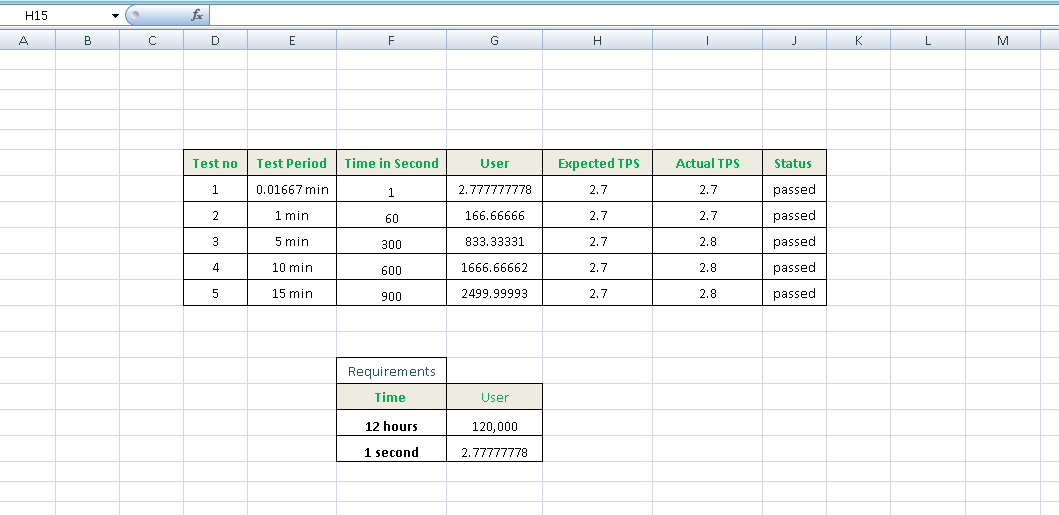 H15 fx
A B C D E F G H I J K L M
Test no Test Period Time in Second User Expected TPS Actual TPS Status
1 0.01667 min 1 2.777777778 2.7 2.7 passed
2 1 min 60 166.66666 2.7 2.7 passed
3 5 min 300 833.33331 2.7 2.8 passed
4 10 min 600 1666.66662 2.7 2.8 passed
5 15 min 900 2499.99993 2.7 2.8 passed
Requirements
Time User
12 hours 120,000
1 second 2.77777778